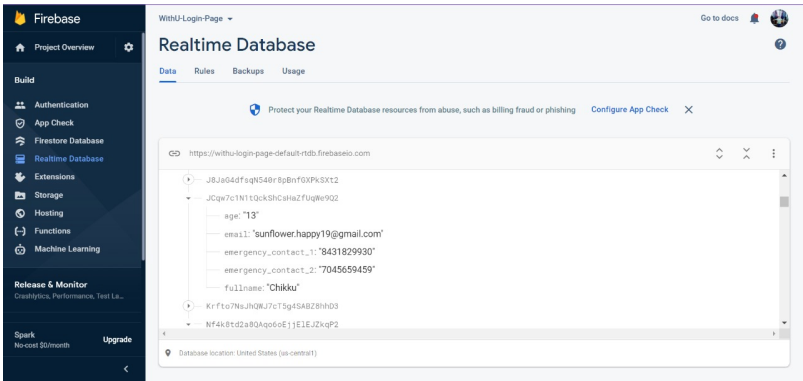 Firebase
Project Overview
Build
Authentication
App Check
Firestore Database
Realtime Database
Extensions
Storage
Hosting
Functions
Machine Learning
Release & Monitor
Crashlytics, Performance, Test La...
Spark
No-cost $0/month
Upgrade
WithU-Login-Page
Go to docs
Realtime Database
Data Rules Backups Usage
Protect your Realtime Database resources from abuse, such as billing fraud or phishing Configure App Check
https://withu-login-page-default-rtdb.firebaseio.com
J8JaG4dfsqN540r8pBnfGXPkSXt2
JCqw7c1N1tQckShCsHaZfUqWe9Q2
age: "13"
email: "sunflower.happy19@gmail.com"
emergency_contact_1: "8431829930"
emergency_contact_2: "7045659459"
fullname: "Chikku"
Krfto7NsJhQWJ7cT5g4SABZ8hhD3
Nf4k8td2a8QAqo6oEjjElEJZkqP2
Database location: United States (us-central1)